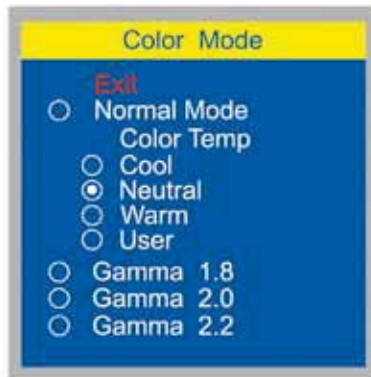 Color Mode
Exit
Normal Mode
Color Temp
Cool
Neutral
Warm
User
Gamma 1.8
Gamma 2.0
Gamma 2.2